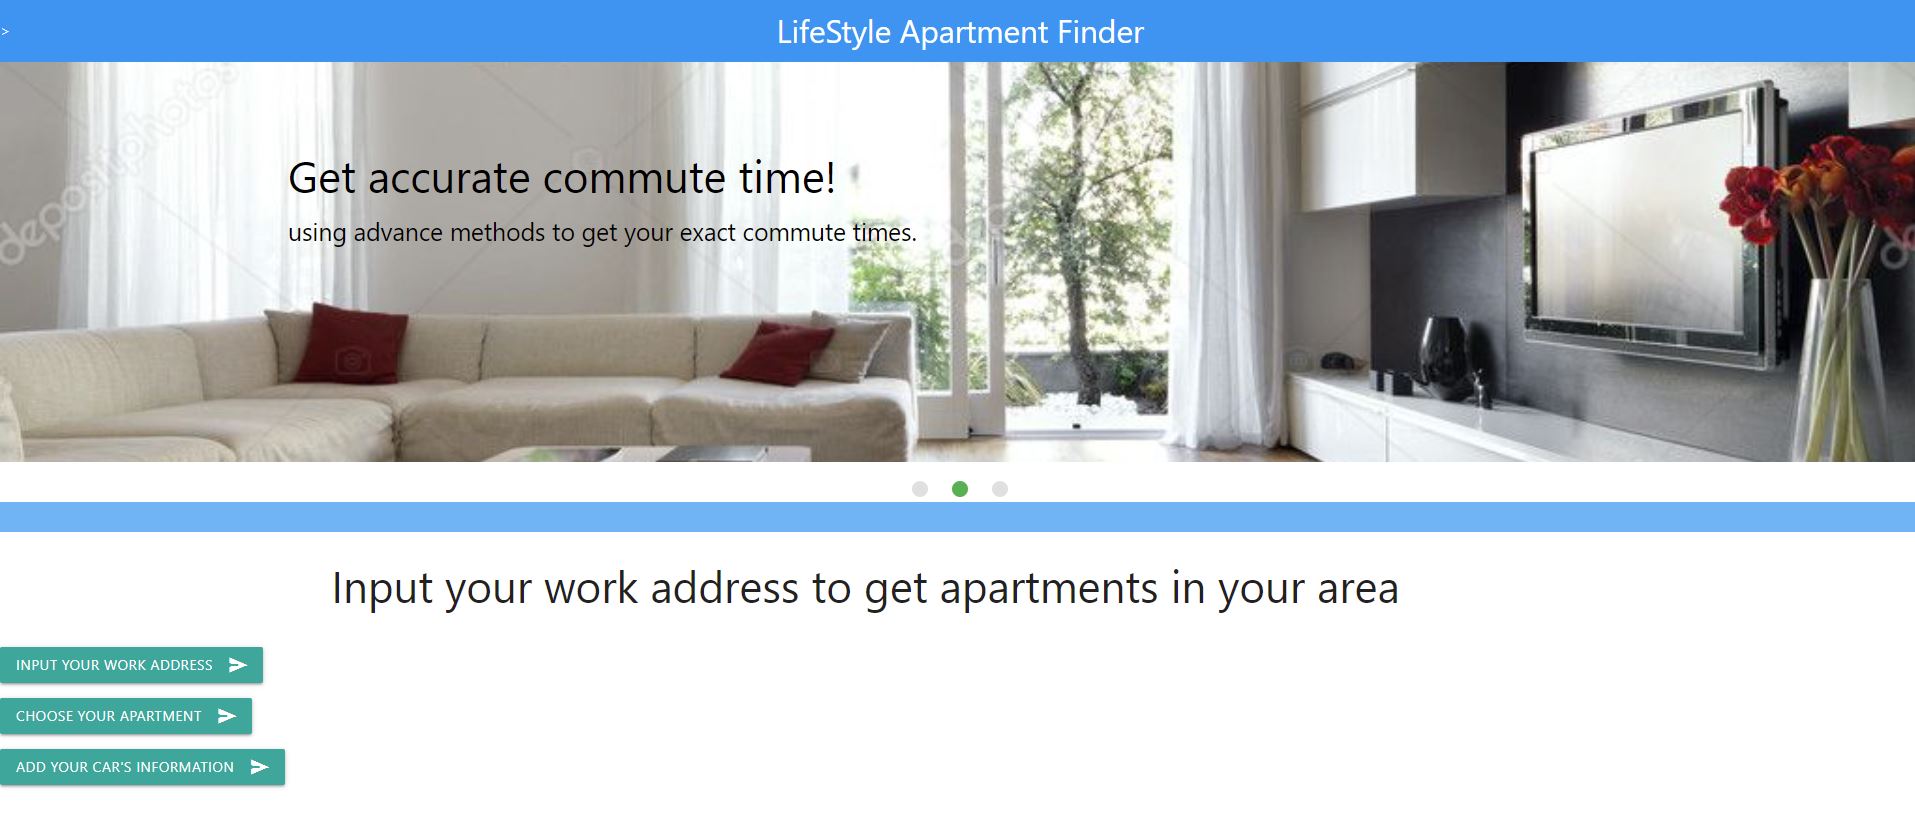 >
LifeStyle Apartment Finder
depositphotos
Get accurate commute time!
using advance methods to get your exact commute times.
Input your work address to get apartments in your area
INPUT YOUR WORK ADDRESS
CHOOSE YOUR APARTMENT
ADD YOUR CAR'S INFORMATION